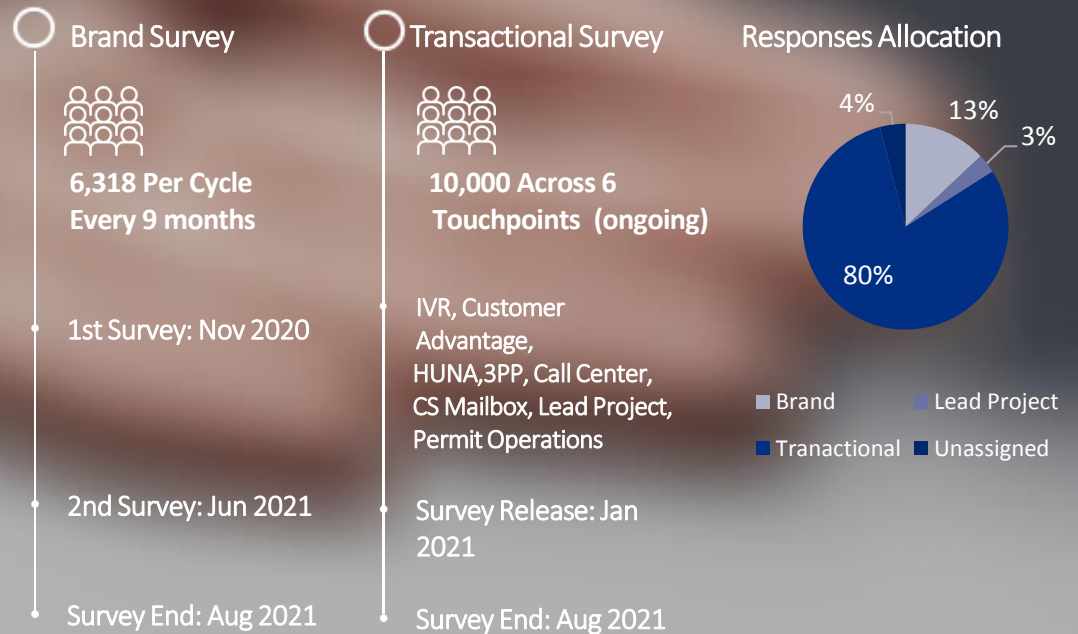 Brand Survey
6,318 Per Cycle
Every 9 months
1st Survey: Nov 2020
2nd Survey: Jun 2021
Survey End: Aug 2021
Transactional Survey
10,000 Across 6
Touchpoints (ongoing)
IVR, Customer
Advantage,
HUNA,3PP, Call Center,
CS Mailbox, Lead Project,
Permit Operations
Survey Release: Jan
2021
Survey End: Aug 2021
Responses Allocation
4%
13%
3%
80%
Brand
Lead Project
Tranactional
Unassigned